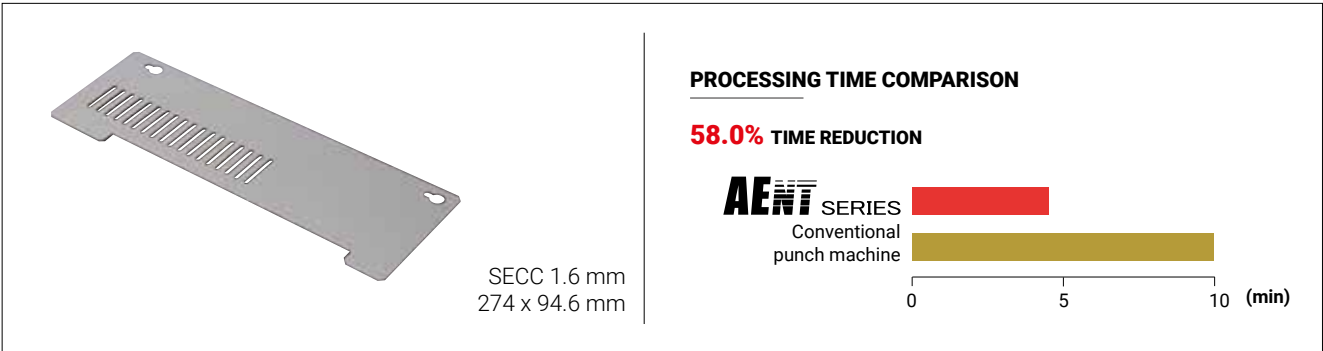 SECC 1.6 mm
274 x 94.6 mm
PROCESSING TIME COMPARISON
58.0% TIME REDUCTION
AENT SERIES
Conventional
punch machine
0 5 10 (min)